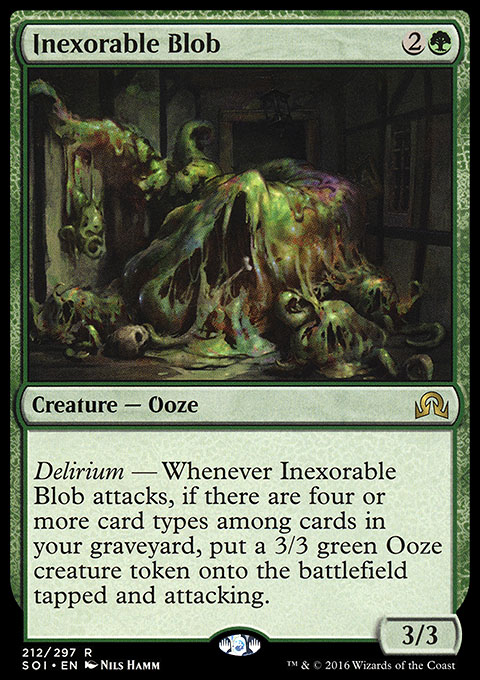 Inexorable Blob 2
Creature — Ooze
Delirium — Whenever Inexorable
Blob attacks, if there are four or
more card types among cards in
your graveyard, put a 3/3 green Ooze
creature token onto the battlefield
tapped and attacking.
3/3
212/297 R
SOI • EN NILS HAMM
™ & © 2016 Wizards of the Coast